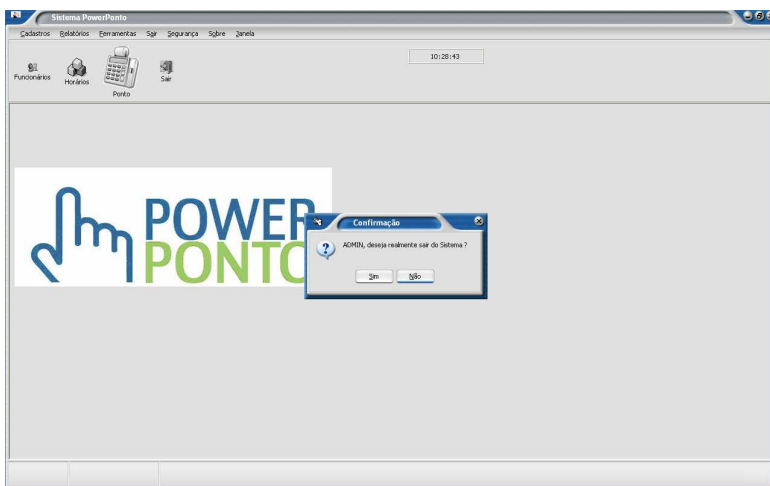 Sistema PowerPonto
Cadastros Relatórios Ferramentas Sair Segurança Sobre Janela
10:28:43
Funcionários
Horários
Ponto
Sair
POWER
PONTO
Confirmação
ADMIN, deseja realmente sair do Sistema ?
Sim Não